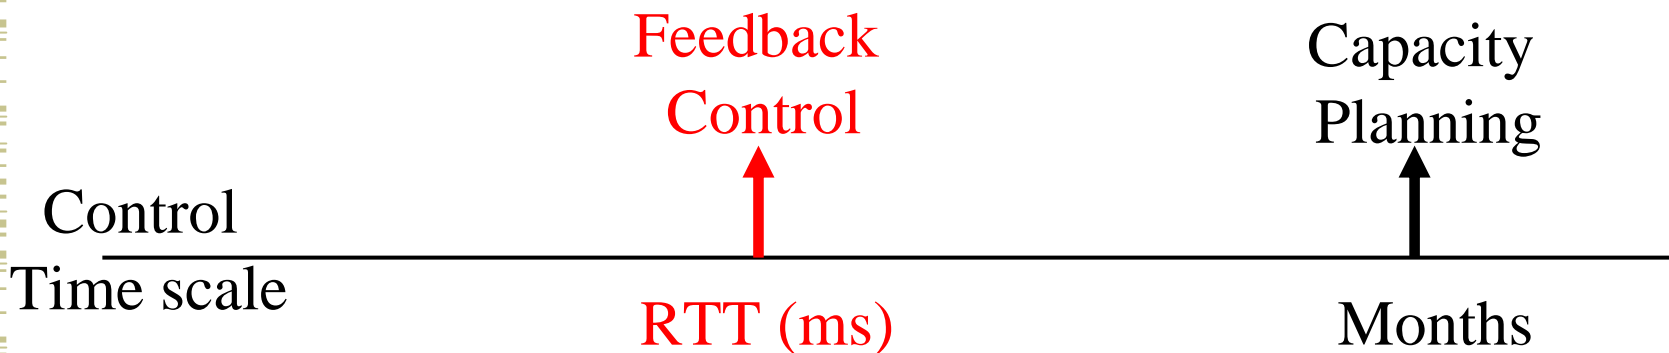 Feedback
Control
Capacity
Planning
Control
Time scale
RTT (ms)
Months